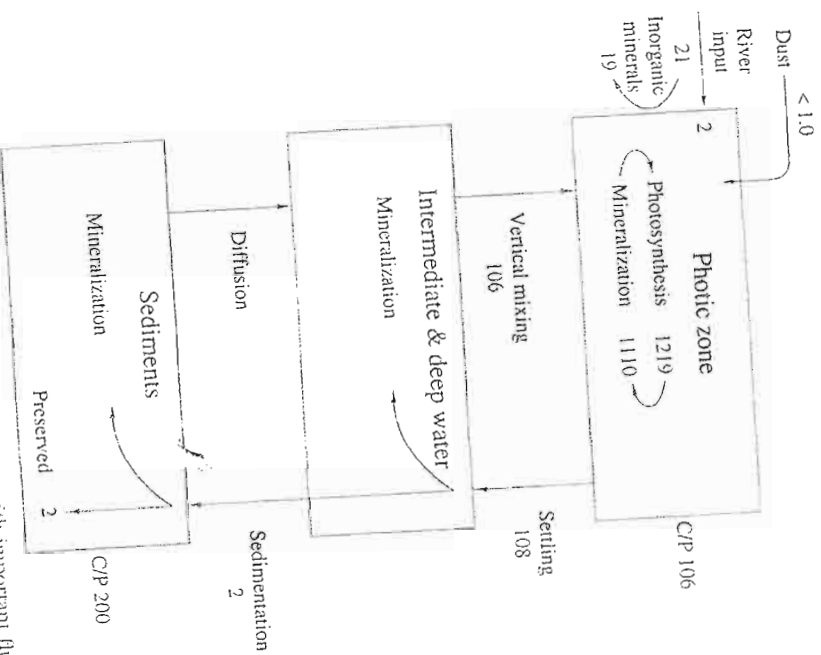 Dust
< 1.0
River
input
21
Inorganic
minerals
19
2
Photic zone
Photosynthesis 1219
Mineralization 1110
C/P 106
Vertical mixing
106
Settling
108
Intermediate & deep water
Mineralization
Diffusion
Sedimentation
2
Sediments
Mineralization
Preserved 2
C/P 200
important